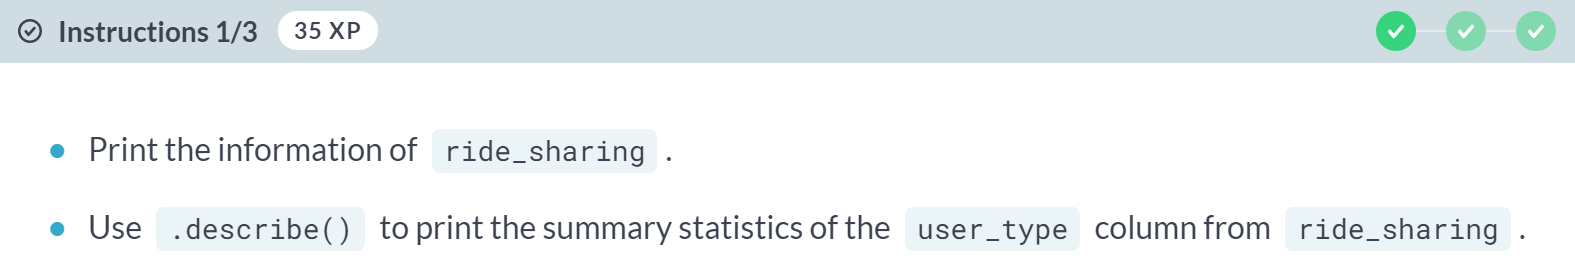 Instructions 1/3 35 XP
Print the information of ride_sharing .
Use .describe() to print the summary statistics of the user_type column from ride_sharing .